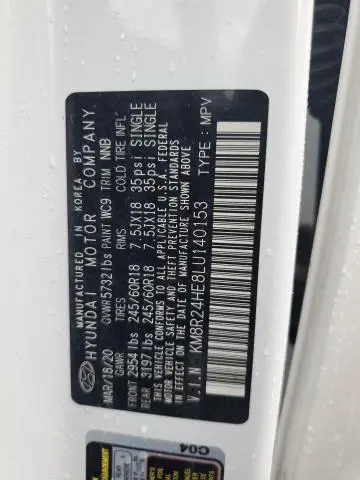 MANUFACTURED IN KOREA BY
HYUNDAI MOTOR COMPANY.
MAR/18/20 GVWR 5732 lbs PAINT WC9 TRIM NNB
GAWR TIRES RIMS COLD TIRE INFL'
FRONT 2954 lbs 245/60R18 7.5JX18 35psi SINGLE
REAR 3197 lbs 245/60R18 7.5JX18 35psi SINGLE
THIS VEHICLE CONFORMS TO ALL APPLICABLE U.S.A. FEDERAL
MOTOR VEHICLE SAFETY AND THEFT PREVENTION STANDARDS
IN EFFECT ON THE DATE OF MANUFACTURE SHOWN ABOVE.
V.I.N : KM8R24HE8LU140153 TYPE : MPV
C04